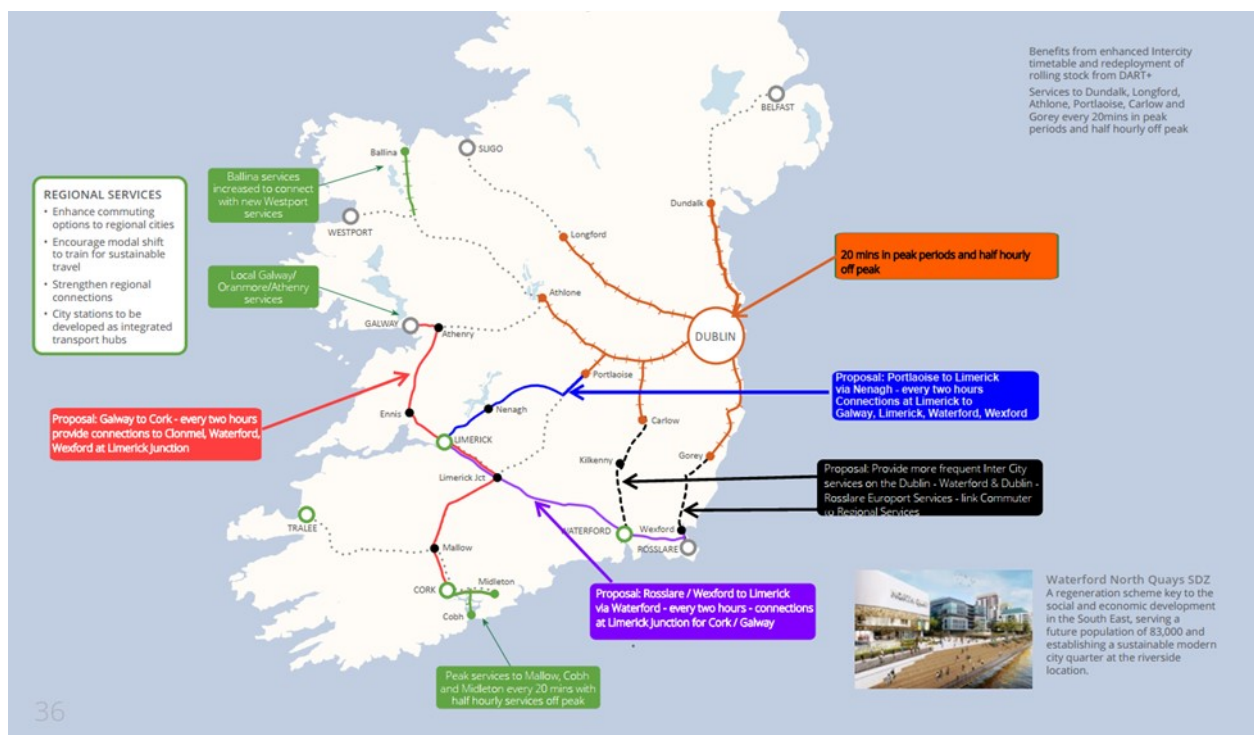 Benefits from enhanced Intercity
timetable and redeployment of
rolling stock from DART+
Services to Dundalk, Longford,
Athlone, Portlaoise, Carlow and
Gorey every 20mins in peak
periods and half hourly off peak
BELFAST
SLIGO
Ballina
Ballina services
increased to connect
with new Westport
services
REGIONAL SERVICES
• Enhance commuting
options to regional cities
• Encourage modal shift
to train for sustainable
travel
• Strengthen regional
connections
• City stations to be
developed as integrated
transport hubs
WESTPORT
Dundalk
Longford
20 mins in peak periods and half hourly
off peak
Local Galway/
Oranmore/Athenry
services
Athlone
GALWAY
Athenry
DUBLIN
Portlaoise
Proposal: Portlaoise to Limerick
via Nenagh - every two hours
Connections at Limerick to
Galway, Limerick, Waterford, Wexford
Proposal: Galway to Cork - every two hours
provide connections to Clonmel, Waterford,
Wexford at Limerick Junction
Ennis
Nenagh
Carlow
LIMERICK
Kilkenny
Gorey
Limerick Jct
Proposal: Provide more frequent Inter City
services on the Dublin - Waterford & Dublin -
Rosslare Europort Services - link Commuter
to Regional Services
TRALEE
WATERFORD
Wexford
ROSSLARE
Mallow
CORK
Midleton
Cobh
Proposal: Rosslare / Wexford to Limerick
via Waterford - every two hours - connections
at Limerick Junction for Cork / Galway
Waterford North Quays SDZ
A regeneration scheme key to the
social and economic development
in the South East, serving a
future population of 83,000 and
establishing a sustainable modern
city quarter at the riverside
location.
Peak services to Mallow, Cobh
and Midleton every 20 mins with
half hourly services off peak
36